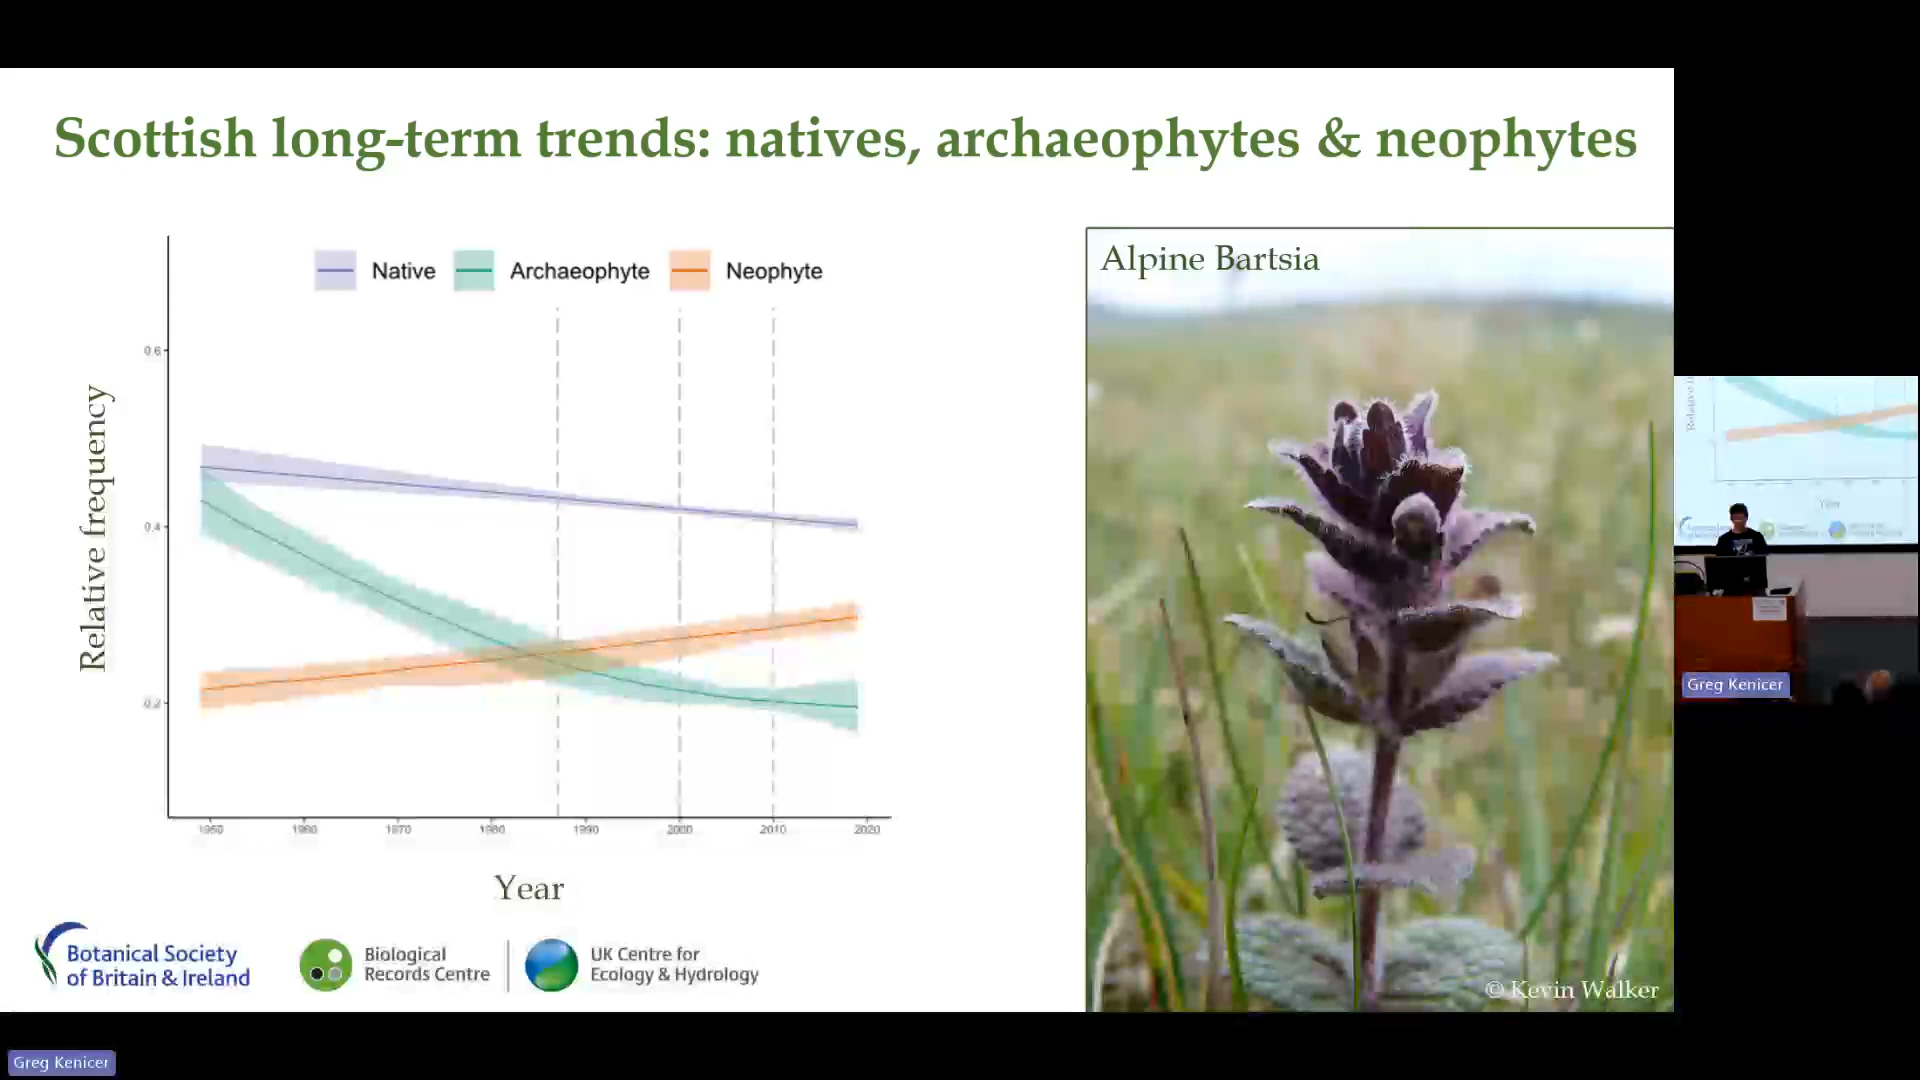 Scottish long-term trends: natives, archaeophytes & neophytes
Native
Archaeophyte
Neophyte
0.6
0.4
0.2
Relative frequency
1950 1960 1970 1980 1990 2000 2010 2020
Year
Alpine Bartsia
© Kevin Walker
Botanical Society
of Britain & Ireland
Biological
Records Centre
UK Centre for
Ecology & Hydrology
Year
Greg Kenicer
Greg Kenicer